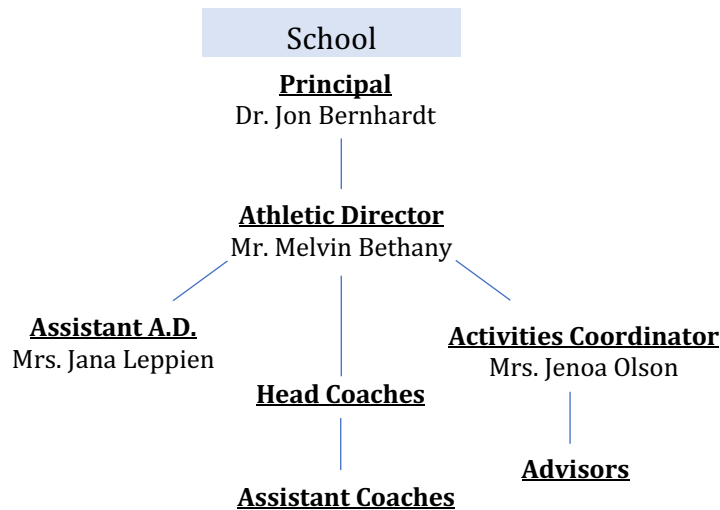 School
Principal
Dr. Jon Bernhardt
Athletic Director
Mr. Melvin Bethany
Assistant A.D.
Mrs. Jana Leppien
Activities Coordinator
Mrs. Jenoa Olson
Head Coaches
Advisors
Assistant Coaches